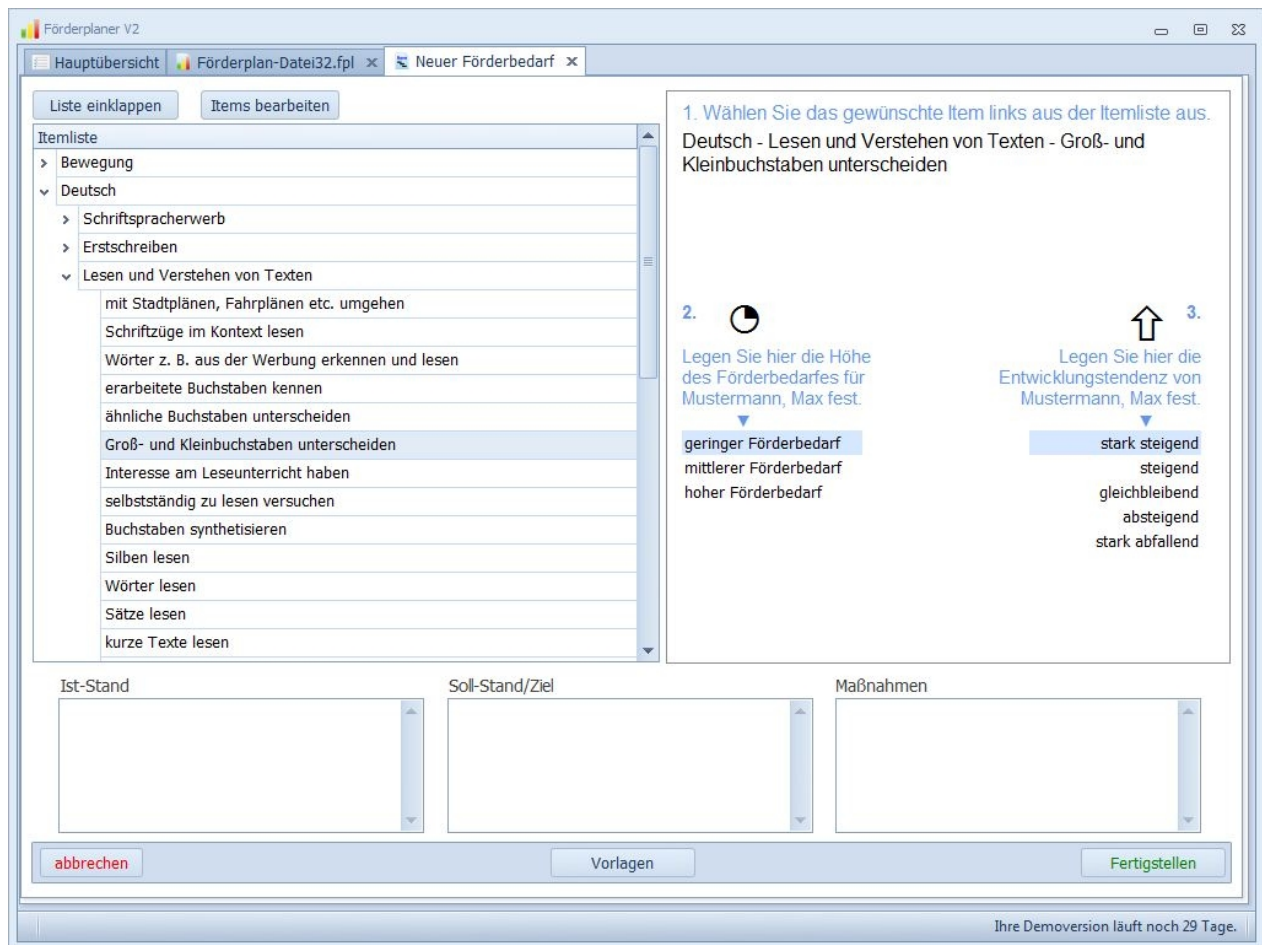 Förderplaner V2
Hauptübersicht
Förderplan-Datei32.fpl
Neuer Förderbedarf
Liste einklappen
Items bearbeiten
Itemliste
Bewegung
Deutsch
Schriftspracherwerb
Erstschreiben
Lesen und Verstehen von Texten
mit Stadtplänen, Fahrplänen etc. umgehen
Schriftzüge im Kontext lesen
Wörter z. B. aus der Werbung erkennen und lesen
erarbeitete Buchstaben kennen
ähnliche Buchstaben unterscheiden
Groß- und Kleinbuchstaben unterscheiden
Interesse am Leseunterricht haben
selbstständig zu lesen versuchen
Buchstaben synthetisieren
Silben lesen
Wörter lesen
Sätze lesen
kurze Texte lesen
1. Wählen Sie das gewünschte Item links aus der Itemliste aus.
Deutsch - Lesen und Verstehen von Texten - Groß- und
Kleinbuchstaben unterscheiden
2.
Legen Sie hier die Höhe
des Förderbedarfes für
Mustermann, Max fest.
geringer Förderbedarf
mittlerer Förderbedarf
hoher Förderbedarf
3.
Legen Sie hier die
Entwicklungstendenz von
Mustermann, Max fest.
stark steigend
steigend
gleichbleibend
absteigend
stark abfallend
Ist-Stand
Soll-Stand/Ziel
Maßnahmen
abbrechen
Vorlagen
Fertigstellen
Ihre Demoversion läuft noch 29 Tage.